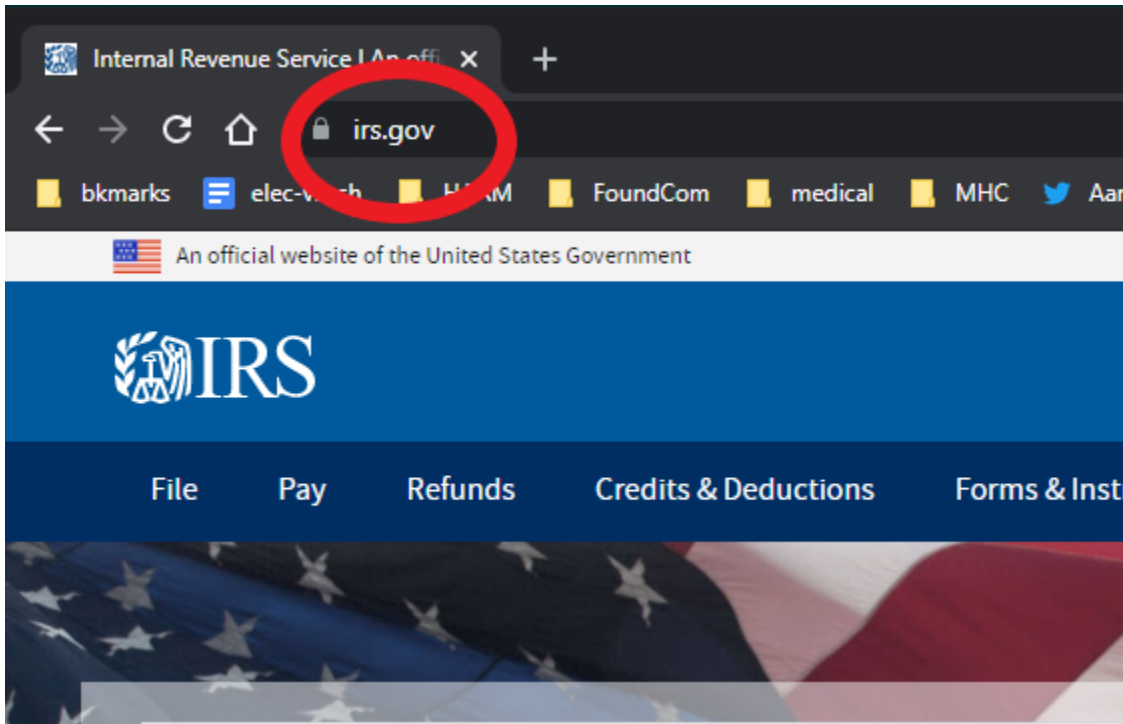 Internal Revenue Service | An offi
irs.gov
bkmarks FoundCom medical MHC Aar
An official website of the United States Government
IRS
File Pay Refunds Credits & Deductions Forms & Inst